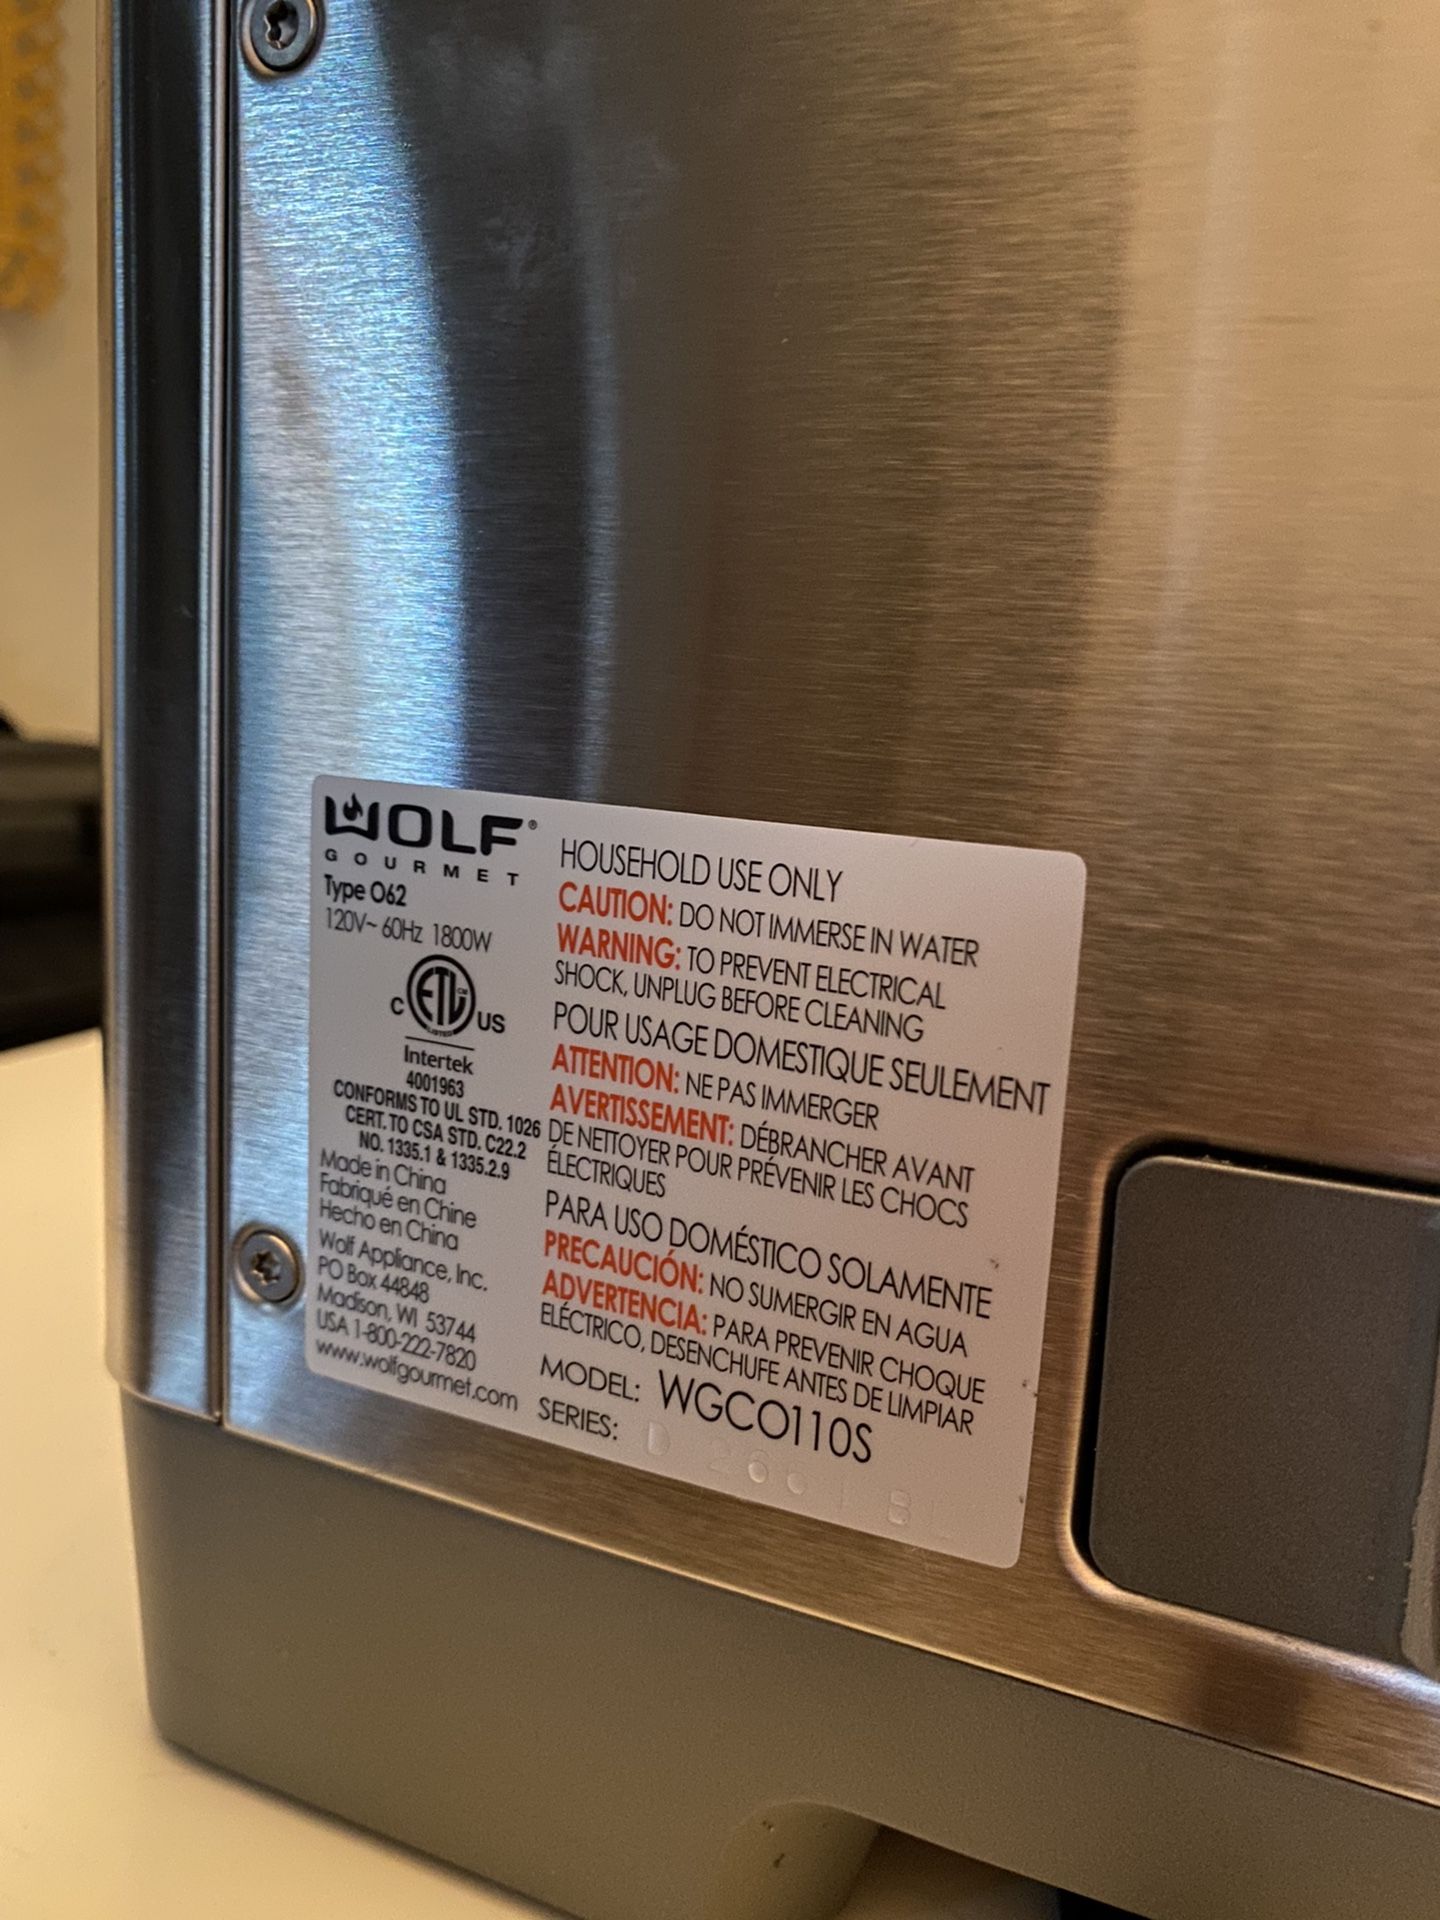 WOLF®
GOURMET
Type O62
120V~ 60Hz 1800W
C ETL CM US
LISTED
Intertek
4001963
CONFORMS TO UL STD. 1026
CERT. TO CSA STD. C22.2
NO. 1335.1 & 1335.2.9
Made in China
Fabriqué en Chine
Hecho en China
Wolf Appliance, Inc.
PO Box 44848
Madison, WI 53744
USA 1-800-222-7820
www.wolfgourmet.com
HOUSEHOLD USE ONLY
CAUTION: DO NOT IMMERSE IN WATER
WARNING: TO PREVENT ELECTRICAL
SHOCK, UNPLUG BEFORE CLEANING
POUR USAGE DOMESTIQUE SEULEMENT
ATTENTION: NE PAS IMMERGER
AVERTISSEMENT: DÉBRANCHER AVANT
DE NETTOYER POUR PRÉVENIR LES CHOCS
ÉLECTRIQUES
PARA USO DOMÉSTICO SOLAMENTE
PRECAUCIÓN: NO SUMERGIR EN AGUA
ADVERTENCIA: PARA PREVENIR CHOQUE
ELÉCTRICO, DESENCHUFE ANTES DE LIMPIAR
MODEL: WGCO110S
SERIES: